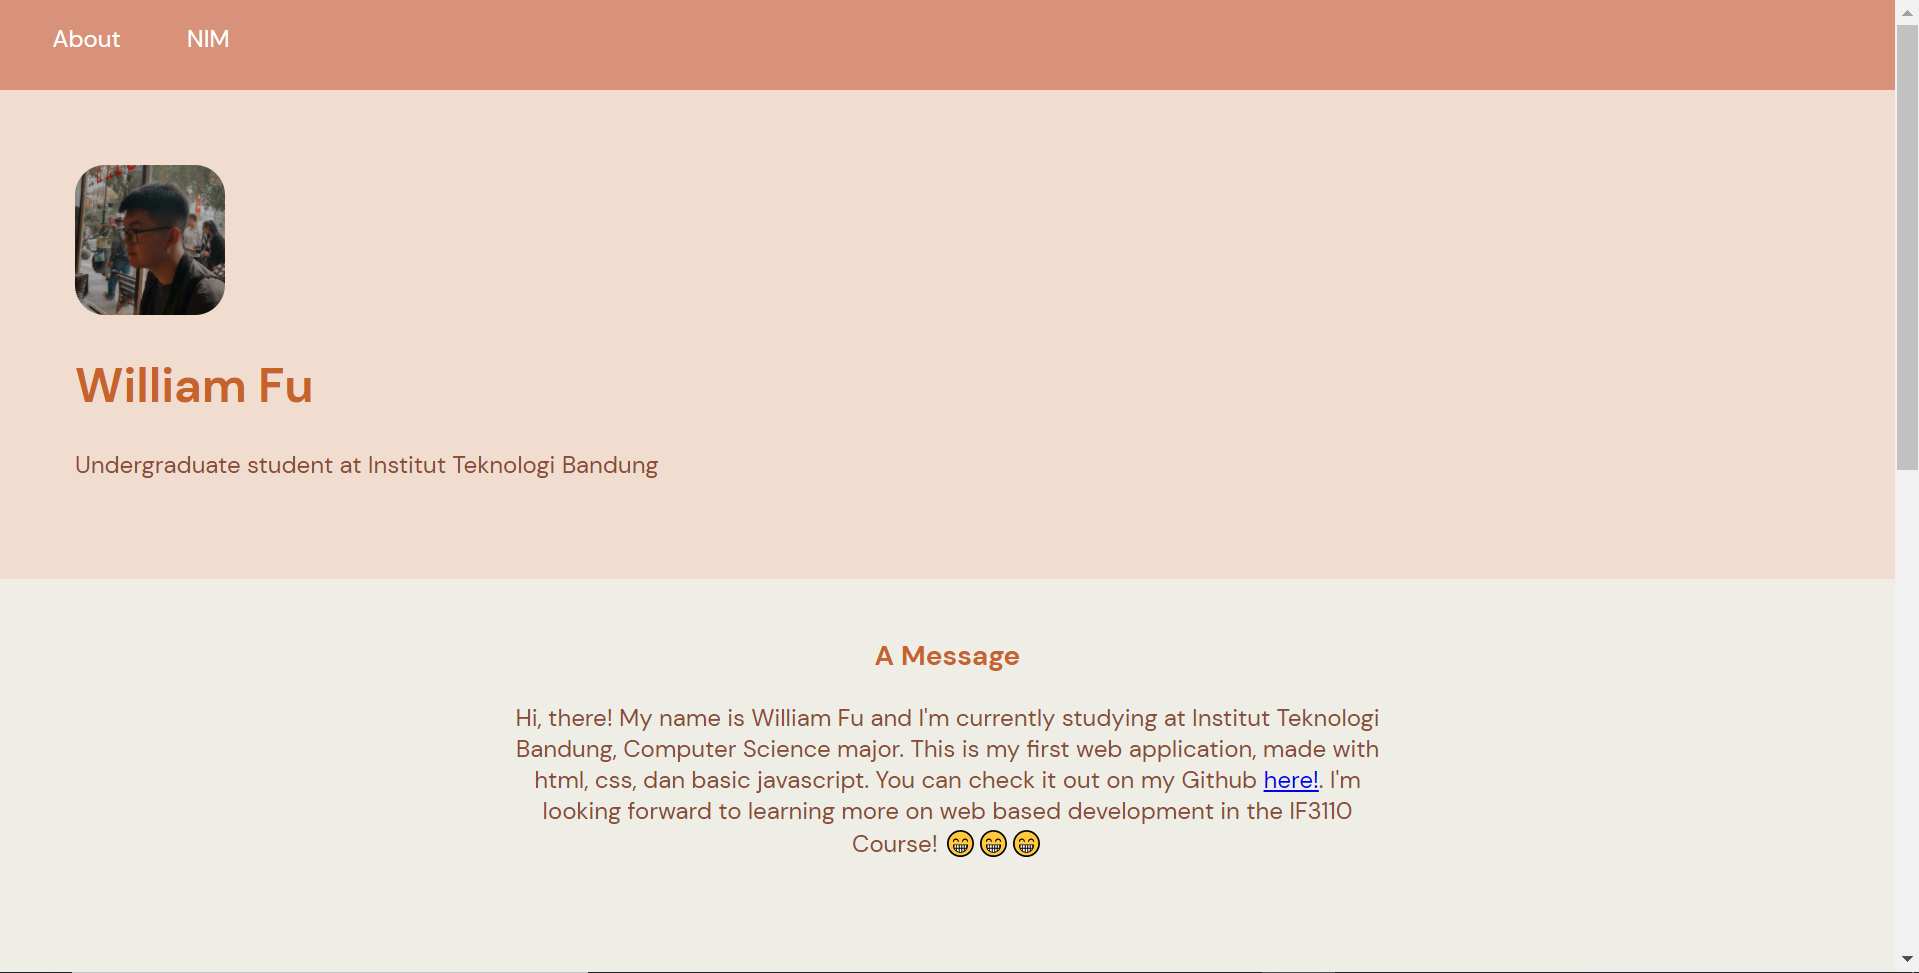 About NIM
William Fu
Undergraduate student at Institut Teknologi Bandung
A Message
Hi, there! My name is William Fu and I'm currently studying at Institut Teknologi
Bandung, Computer Science major. This is my first web application, made with
html, css, dan basic javascript. You can check it out on my Github here!. I'm
looking forward to learning more on web based development in the IF3110
Course! 😁😁😁